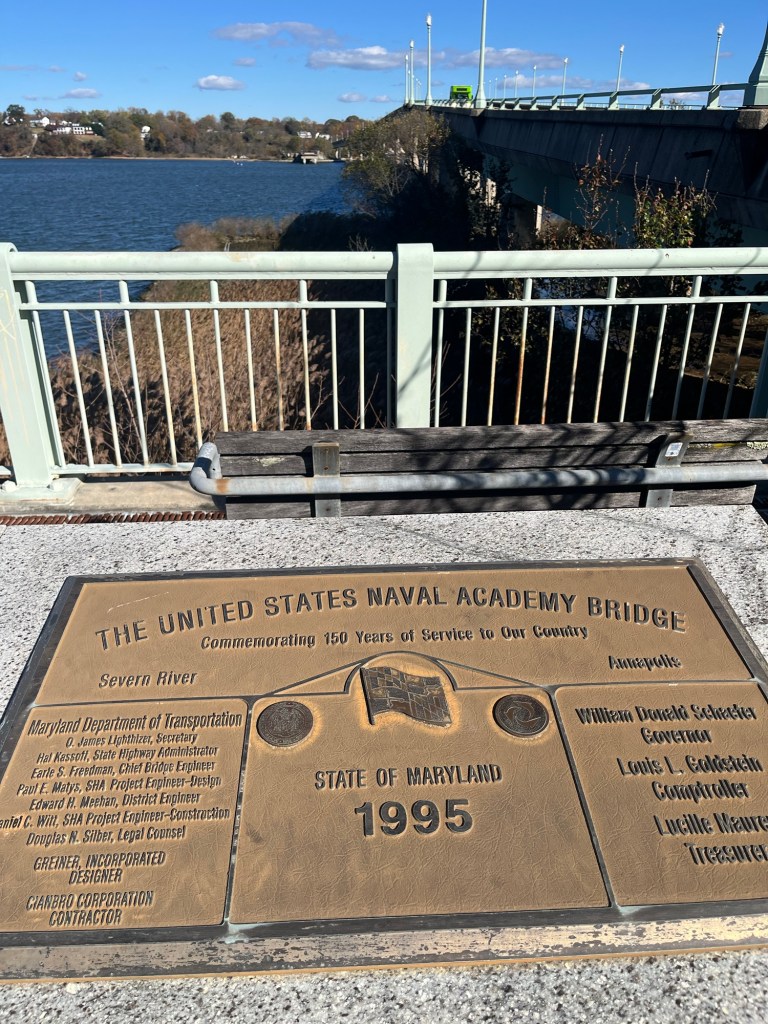 THE UNITED STATES NAVAL ACADEMY BRIDGE
Commemorating 150 Years of Service to Our Country
Severn River
Annapolis
Maryland Department of Transportation
O. James Lighthizer, Secretary
Hal Kassoff, State Highway Administrator
Earle S. Freedman, Chief Bridge Engineer
Paul E. Matys, SHA Project Engineer-Design
Edward H. Meehan, District Engineer
Daniel C. Witt, SHA Project Engineer-Construction
Douglas N. Silber, Legal Counsel
GREINER, INCORPORATED
DESIGNER
CIANBRO CORPORATION
CONTRACTOR
STATE OF MARYLAND
1995
William Donald Schaefer
Governor
Louis L. Goldstein
Comptroller
Lucille Maurer
Treasurer